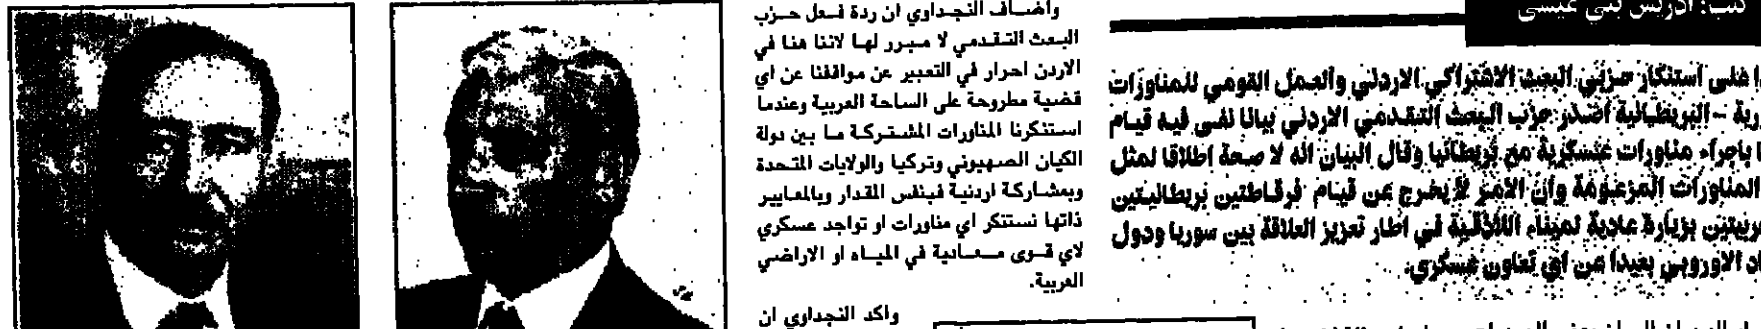 كتب: ادريس بني عيسى
على استنكار حزبي البعث الاشتراكي الاردني والعمل القومي للمناورات
رية - البريطانية اصدر حزب البعث التقدمي الاردني بيانا نفى فيه قيام
باجراء مناورات عسكرية مع بريطانيا وقال البيان انه لا صحة اطلاقا لمثل
المناورات المزعومة وان الامر لا يخرج عن قيام فرقاطتين بريطانيتين
بزيارة عادية لميناء اللاذقية في اطار تعزيز العلاقة بين سوريا ودول
الاوروبي بعيدا عن اي تعاون عسكري.
واضاف النجداوي ان ردة فعل حزب
البعث التقدمي لا مبرر لها لاننا هنا في
الاردن احرار في التعبير عن مواقفنا عن اي
قضية مطروحة على الساحة العربية وعندما
استنكرنا المناورات المشتركة ما بين دولة
الكيان الصهيوني وتركيا والولايات المتحدة
وبمشاركة اردنية فبنفس المقدار وبالمعايير
ذاتها نستنكر اي مناورات او تواجد عسكري
لاي قوى معادية في المياه او الاراضي
العربية.
واكد النجداوي ان